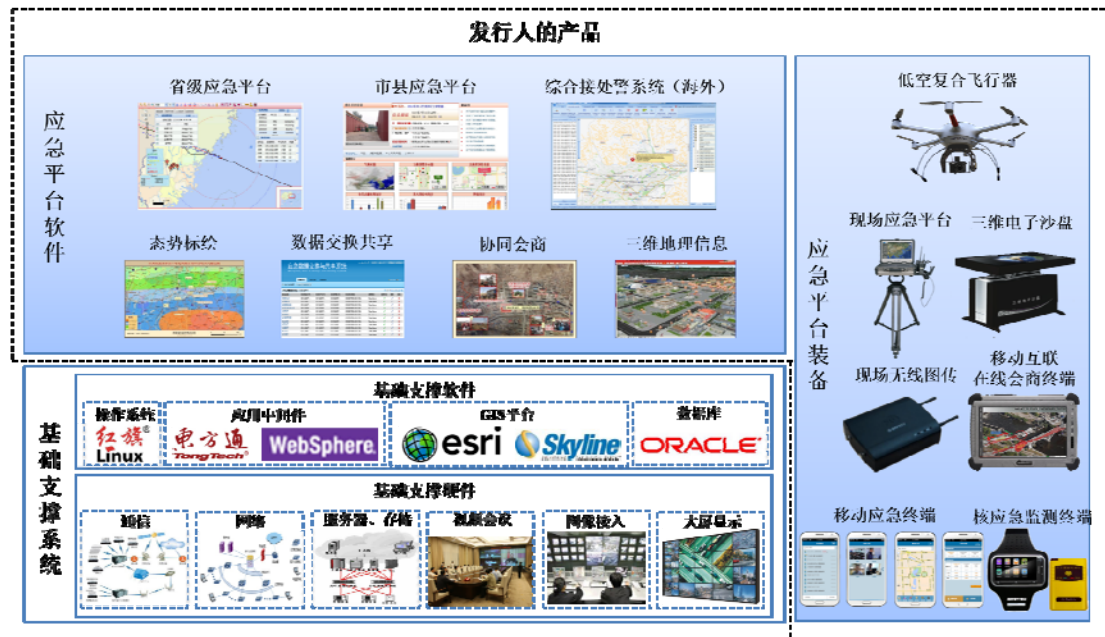 发行人的产品
应急平台软件
省级应急平台
市县应急平台
综合接处警系统（海外）
态势标绘
数据交换共享
协同会商
三维地理信息
应急平台装备
低空复合飞行器
现场应急平台
三维电子沙盘
现场无线图传
移动互联
在线会商终端
移动应急终端
核应急监测终端
基础支撑系统
基础支撑软件
操作系统
红旗
Linux
应用中间件
东方通
TongTech®
WebSphere.
GIS平台
esri
Skyline
数据库
ORACLE
基础支撑硬件
通信
网络
服务器、存储
视频会议
图像接入
大屏显示